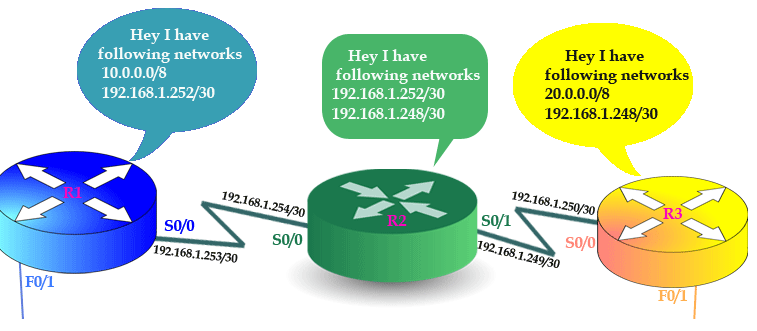 Hey I have
following networks
10.0.0.0/8
192.168.1.252/30
Hey I have
following networks
192.168.1.252/30
192.168.1.248/30
Hey I have
following networks
20.0.0.0/8
192.168.1.248/30
R1
S0/0
192.168.1.253/30
F0/1
192.168.1.254/30
S0/0
R2
S0/1
192.168.1.249/30
192.168.1.250/30
S0/0
R3
F0/1